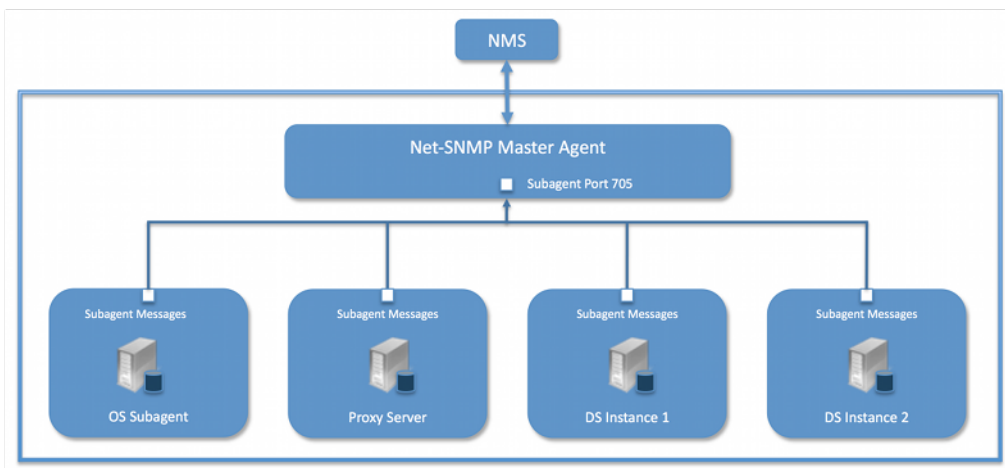 NMS
Net-SNMP Master Agent
Subagent Port 705
Subagent Messages
Subagent Messages
Subagent Messages
Subagent Messages
OS Subagent
Proxy Server
DS Instance 1
DS Instance 2